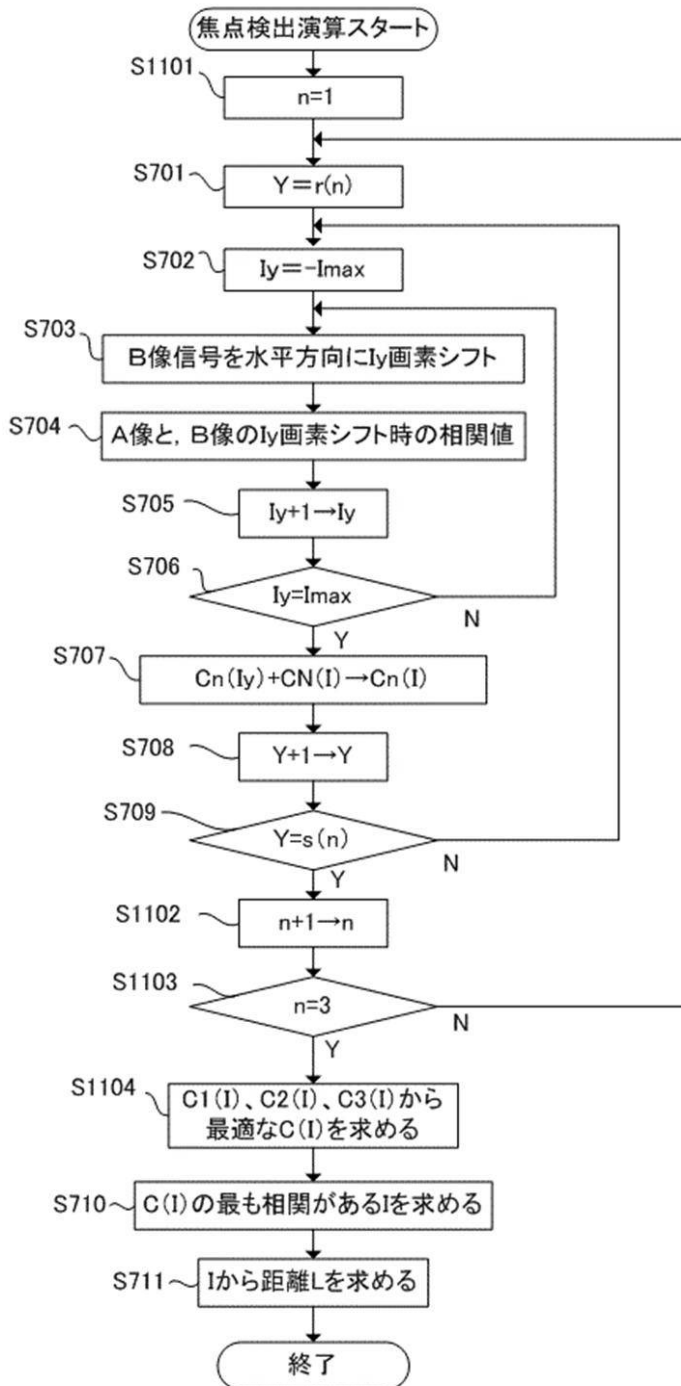 焦点検出演算スタート
S1101
n=1
S701
Y=r(n)
S702
Iy=-Imax
S703
B像信号を水平方向にIy画素シフト
S704
A像と，B像のIy画素シフト時の相関値
S705
Iy+1→Iy
S706
Iy=Imax
N
Y
S707
Cn(Iy)+CN(I)→Cn(I)
S708
Y+1→Y
S709
Y=s(n)
N
Y
S1102
n+1→n
S1103
n=3
N
Y
S1104
C1(I)、C2(I)、C3(I)から
最適なC(I)を求める
S710
C(I)の最も相関があるIを求める
S711
Iから距離Lを求める
終了